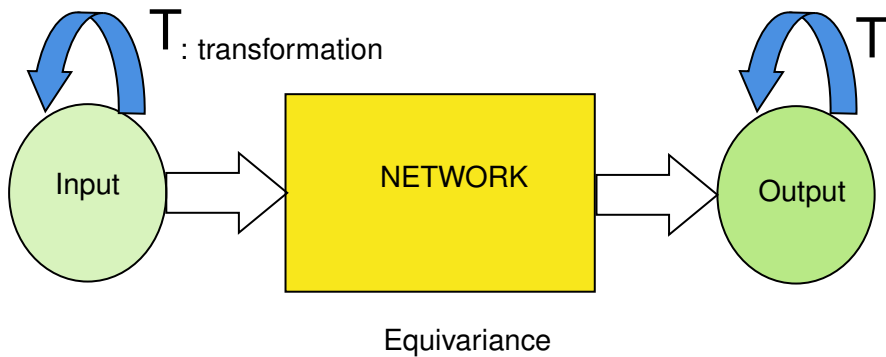 T : transformation
T
Input
NETWORK
Output
Equivariance